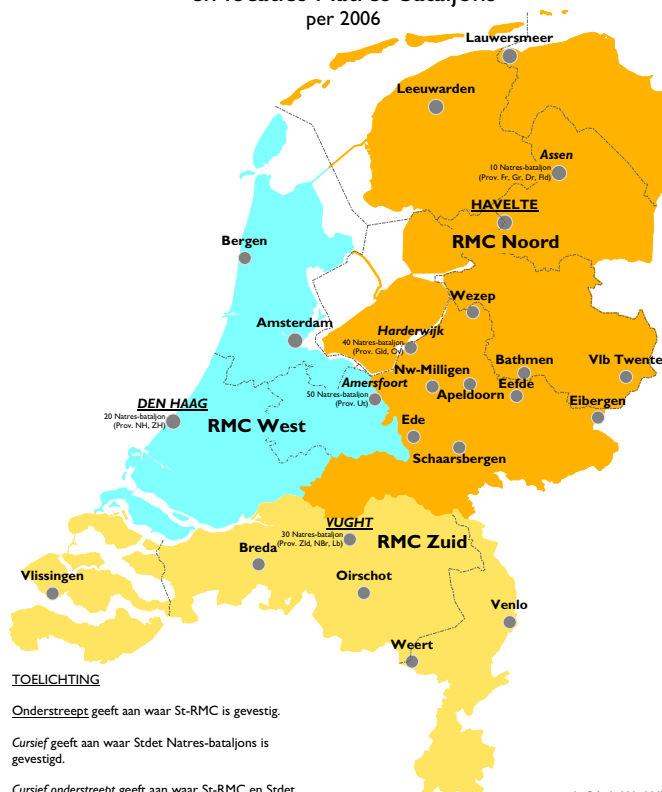 per 2006
Lauwersmeer
Leeuwarden
Assen
10 Natres-bataljon
(Prov. Fr, Gr, Dr, Fld)
HAVELTE
RMC Noord
Bergen
Wezep
Amsterdam
Harderwijk
40 Natres-bataljon
(Prov. Gld, Ov)
Bathmen
Vlb Twente
Nw-Milligen
Amersfoort
50 Natres-bataljon
(Prov. Ut)
Apeldoorn
Eefde
Eibergen
DEN HAAG
20 Natres-bataljon
(Prov. NH, ZH)
RMC West
Ede
Schaarsbergen
VUGHT
30 Natres-bataljon
(Prov. Zld, NBr, Lb)
RMC Zuid
Breda
Vlissingen
Oirschot
Venlo
Weert
TOELICHTING
Onderstreept geeft aan waar St-RMC is gevestig.
Cursief geeft aan waar Stdet Natres-bataljons is
gevestigd.
Cursief onderstreept geeft aan waar St-RMC en Stdet